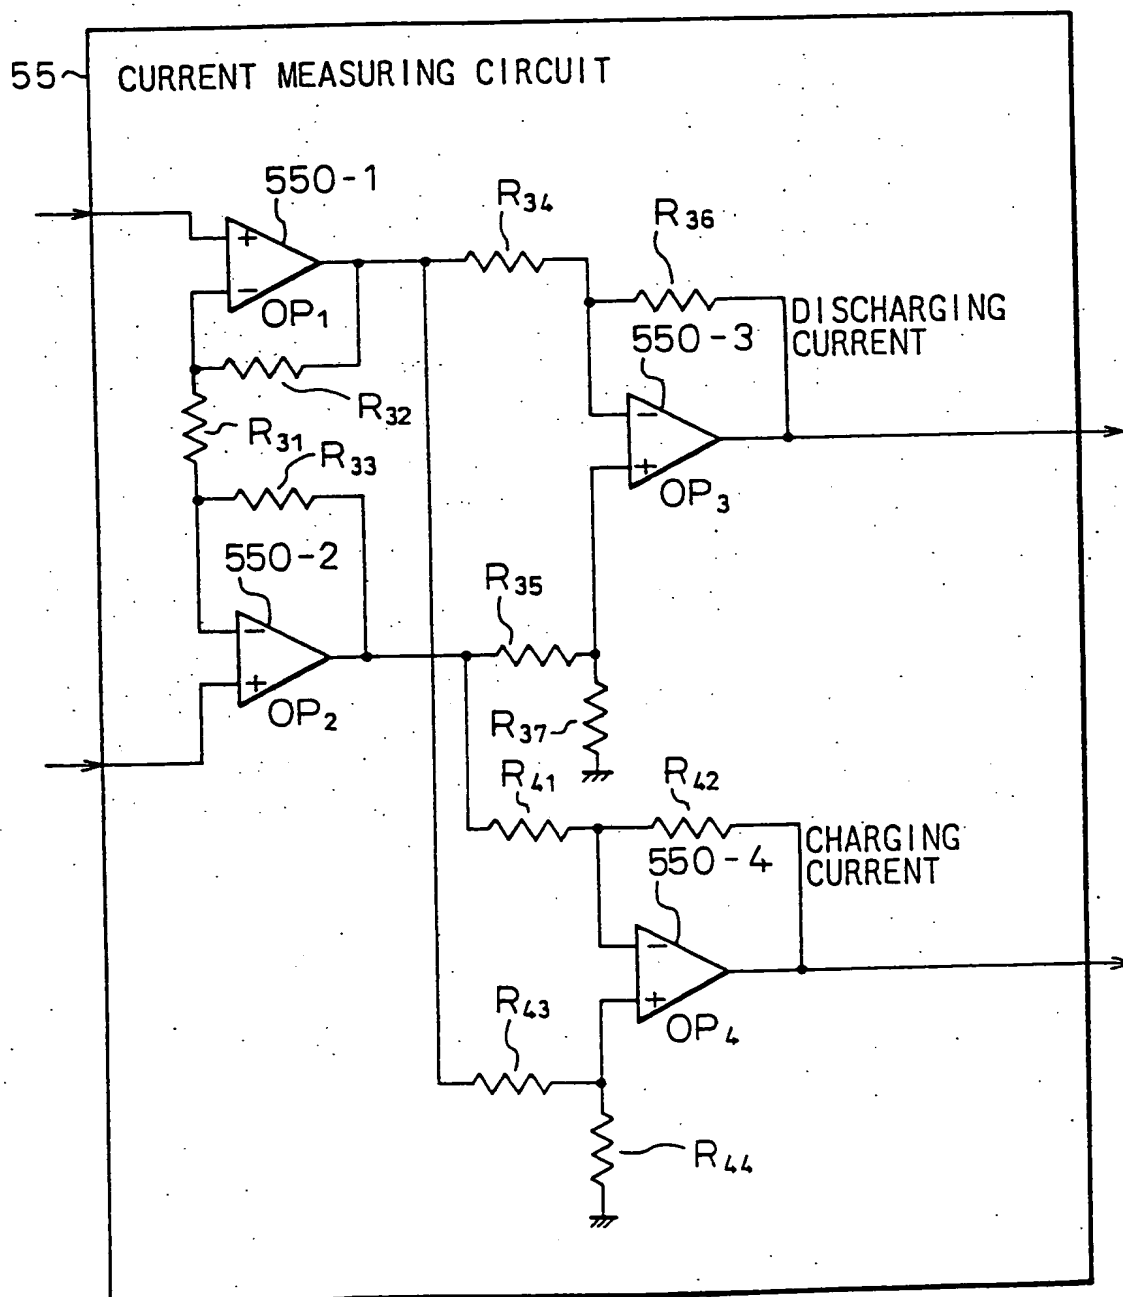 55
CURRENT MEASURING CIRCUIT
550-1
R34
R36
+
−
OP1
DISCHARGING
CURRENT
550-3
R32
−
R31
R33
+
OP3
550-2
R35
−
+
OP2
R37
R41
R42
CHARGING
CURRENT
550-4
−
R43
+
OP4
R44